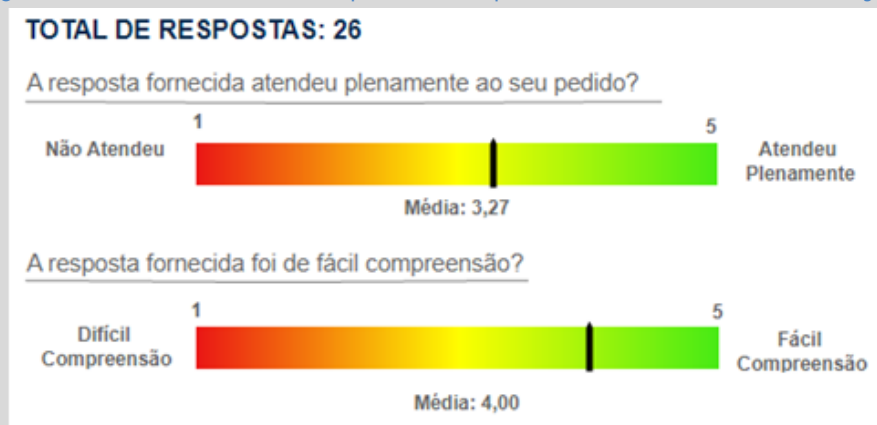 TOTAL DE RESPOSTAS: 26
A resposta fornecida atendeu plenamente ao seu pedido?
1
5
Não Atendeu
Atendeu
Plenamente
Média: 3,27
A resposta fornecida foi de fácil compreensão?
1
5
Difícil
Compreensão
Fácil
Compreensão
Média: 4,00